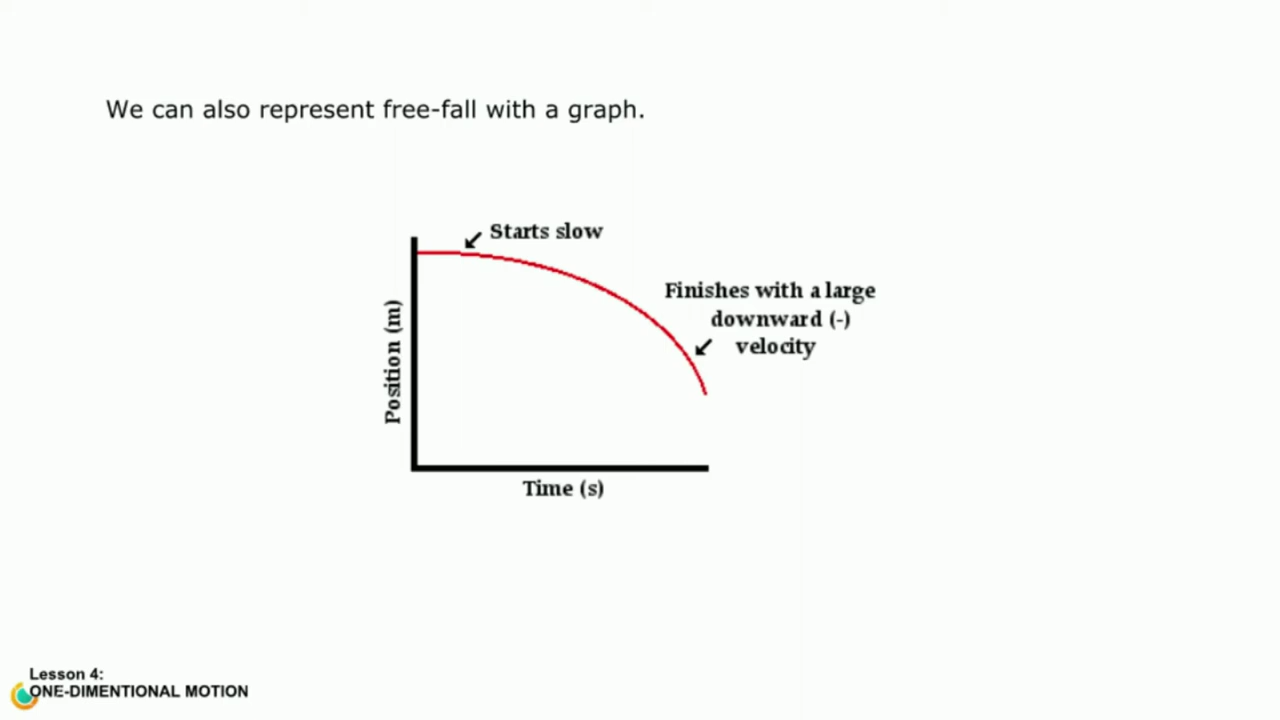 We can also represent free-fall with a graph.
Starts slow
Finishes with a large
downward (-)
velocity
Position (m)
Time (s)
Lesson 4:
ONE-DIMENTIONAL MOTION